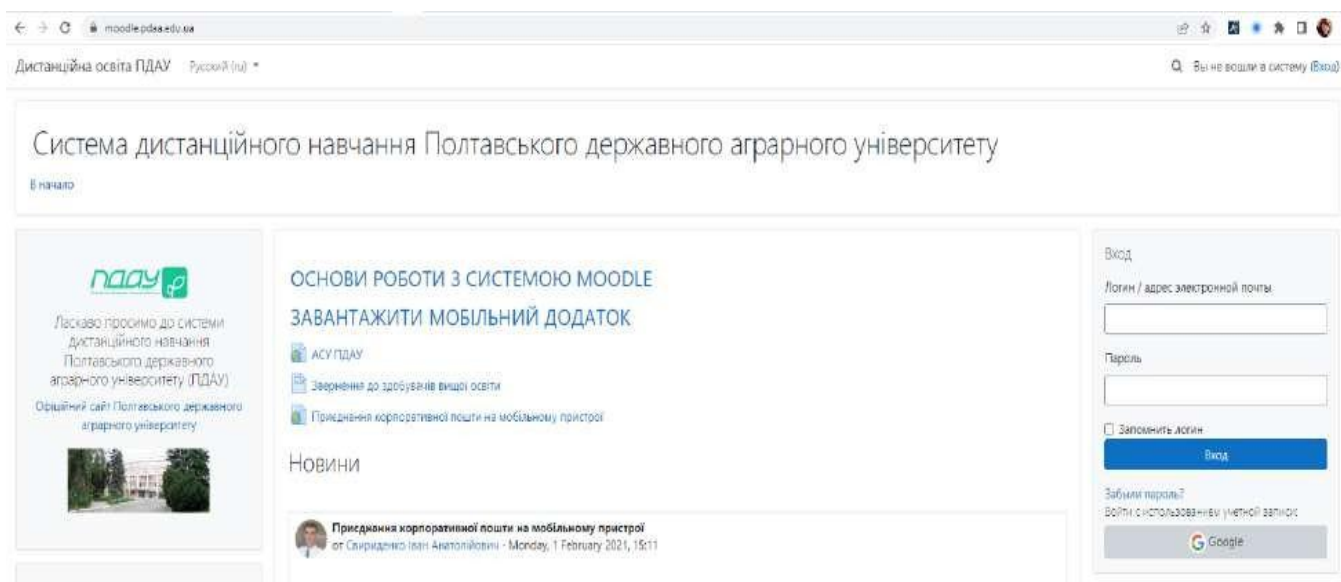 moodle.pdaa.edu.ua
Дистанційна освіта ПДАУ Русский (ru)
Вы не вошли в систему (Вход)
Система дистанційного навчання Полтавського державного аграрного університету
В начало
ПДАУ
Ласкаво просимо до системи
дистанційного навчання
Полтавського державного
аграрного університету (ПДАУ)
Офіційний сайт Полтавського державного
аграрного університету
ОСНОВИ РОБОТИ З СИСТЕМОЮ MOODLE
ЗАВАНТАЖИТИ МОБІЛЬНИЙ ДОДАТОК
АСУ ПДАУ
Звернення до здобувачів вищої освіти
Приєднання корпоративної пошти на мобільному пристрої
Новини
Приєднання корпоративної пошти на мобільному пристрої
от Свириденко Іван Анатолійович - Monday, 1 February 2021, 15:11
Вход
Логин / адрес электронной почты
Пароль
Запомнить логин
Вход
Забыли пароль?
Войти с использованием учетной записи:
Google